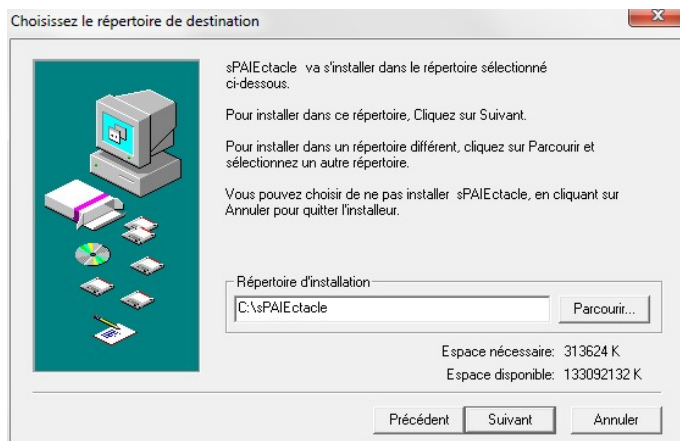 Choisissez le répertoire de destination
sPAIEctacle va s'installer dans le répertoire sélectionné
ci-dessous.
Pour installer dans ce répertoire, Cliquez sur Suivant.
Pour installer dans un répertoire différent, cliquez sur Parcourir et
sélectionnez un autre répertoire.
Vous pouvez choisir de ne pas installer sPAIEctacle, en cliquant sur
Annuler pour quitter l'installeur.
Répertoire d'installation
C:\sPAIEctacle
Parcourir...
Espace nécessaire: 313624 K
Espace disponible: 133092132 K
Précédent
Suivant
Annuler